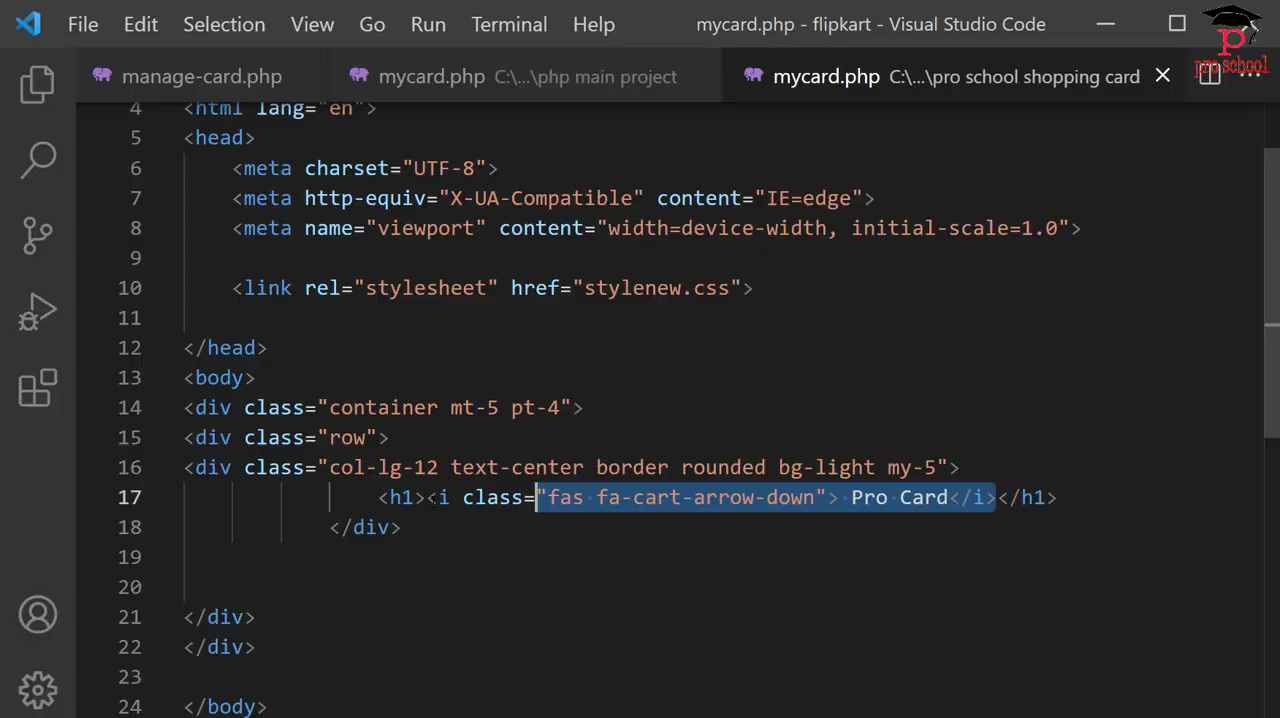 File Edit Selection View Go Run Terminal Help mycard.php - flipkart - Visual Studio Code
p
pro school
manage-card.php mycard.php C:\...\php main project mycard.php C:\...\pro school shopping card
4 <html lang="en">
5 <head>
6 <meta charset="UTF-8">
7 <meta http-equiv="X-UA-Compatible" content="IE=edge">
8 <meta name="viewport" content="width=device-width, initial-scale=1.0">
9
10 <link rel="stylesheet" href="stylenew.css">
11
12 </head>
13 <body>
14 <div class="container mt-5 pt-4">
15 <div class="row">
16 <div class="col-lg-12 text-center border rounded bg-light my-5">
17 <h1><i class="fas fa-cart-arrow-down"> Pro Card</i></h1>
18 </div>
19
20
21 </div>
22 </div>
23
24 </body>